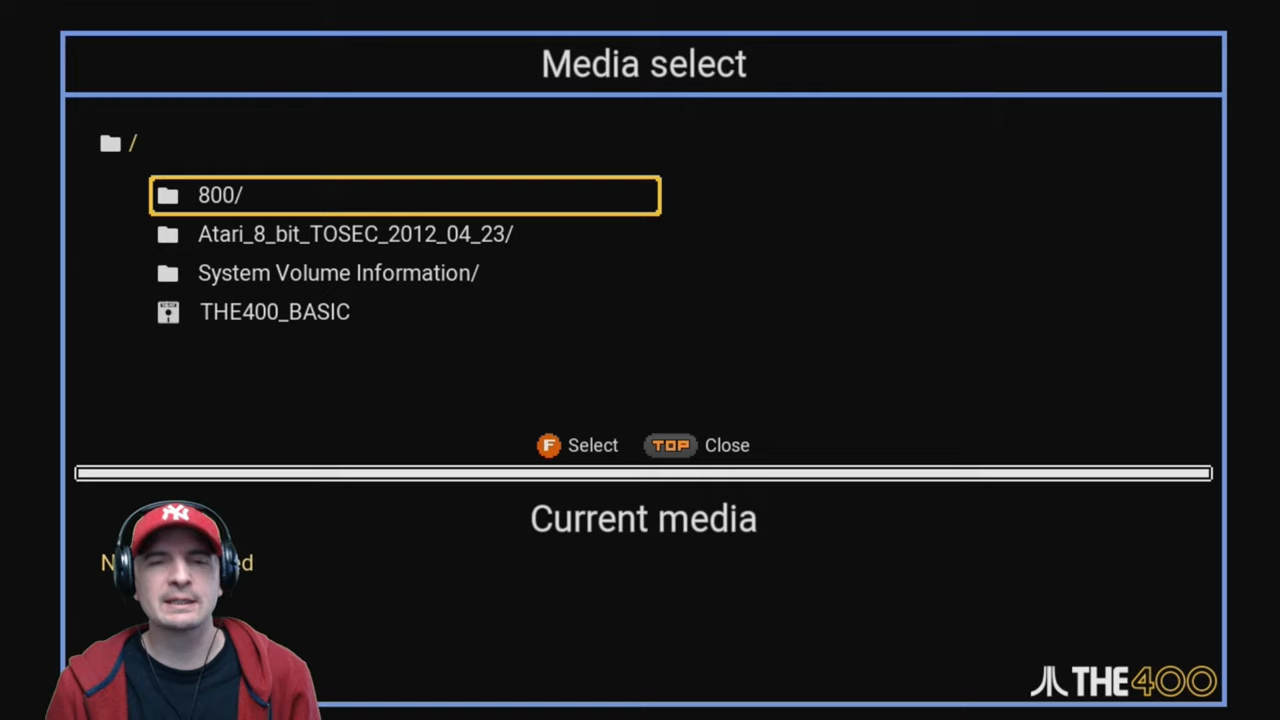 Media select
/
800/
Atari_8_bit_TOSEC_2012_04_23/
System Volume Information/
THE400_BASIC
F Select TOP Close
Current media
THE400